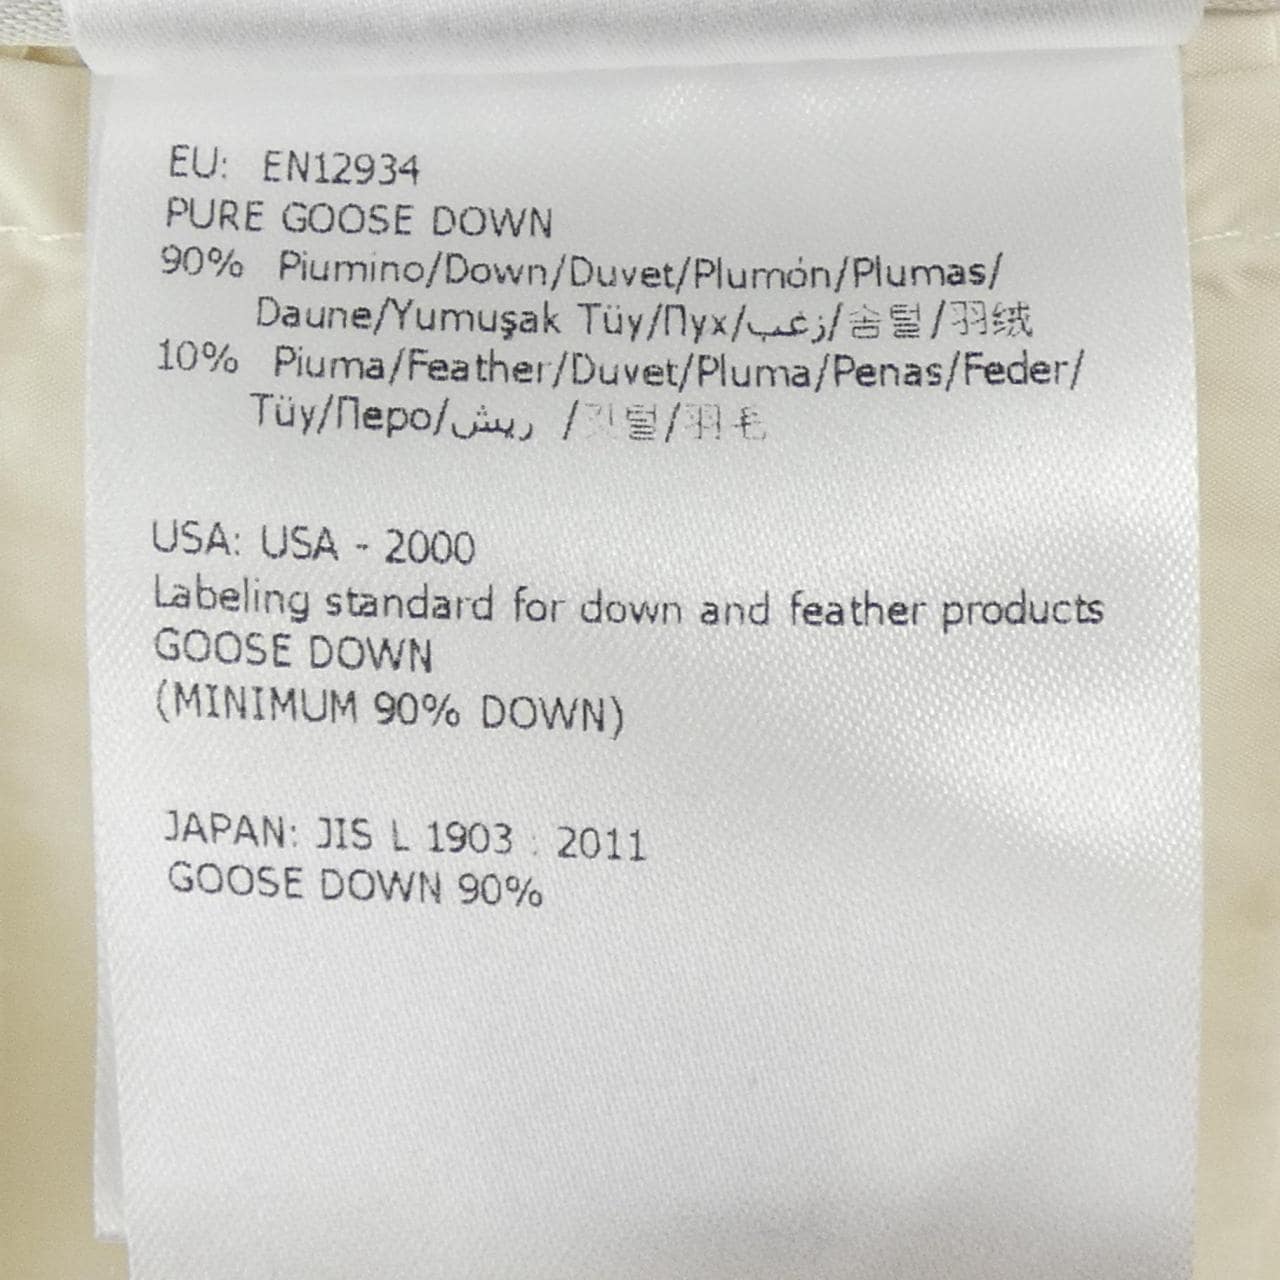 EU: EN12934
PURE GOOSE DOWN
90% Piumino/Down/Duvet/Plumón/Plumas/
Daune/Yumuşak Tüy/Пух/زغب/솜털/羽绒
10% Piuma/Feather/Duvet/Pluma/Penas/Feder/
Tüy/Перо/ريش /깃털/羽毛
USA: USA - 2000
Labeling standard for down and feather products
GOOSE DOWN
(MINIMUM 90% DOWN)
JAPAN: JIS L 1903 : 2011
GOOSE DOWN 90%